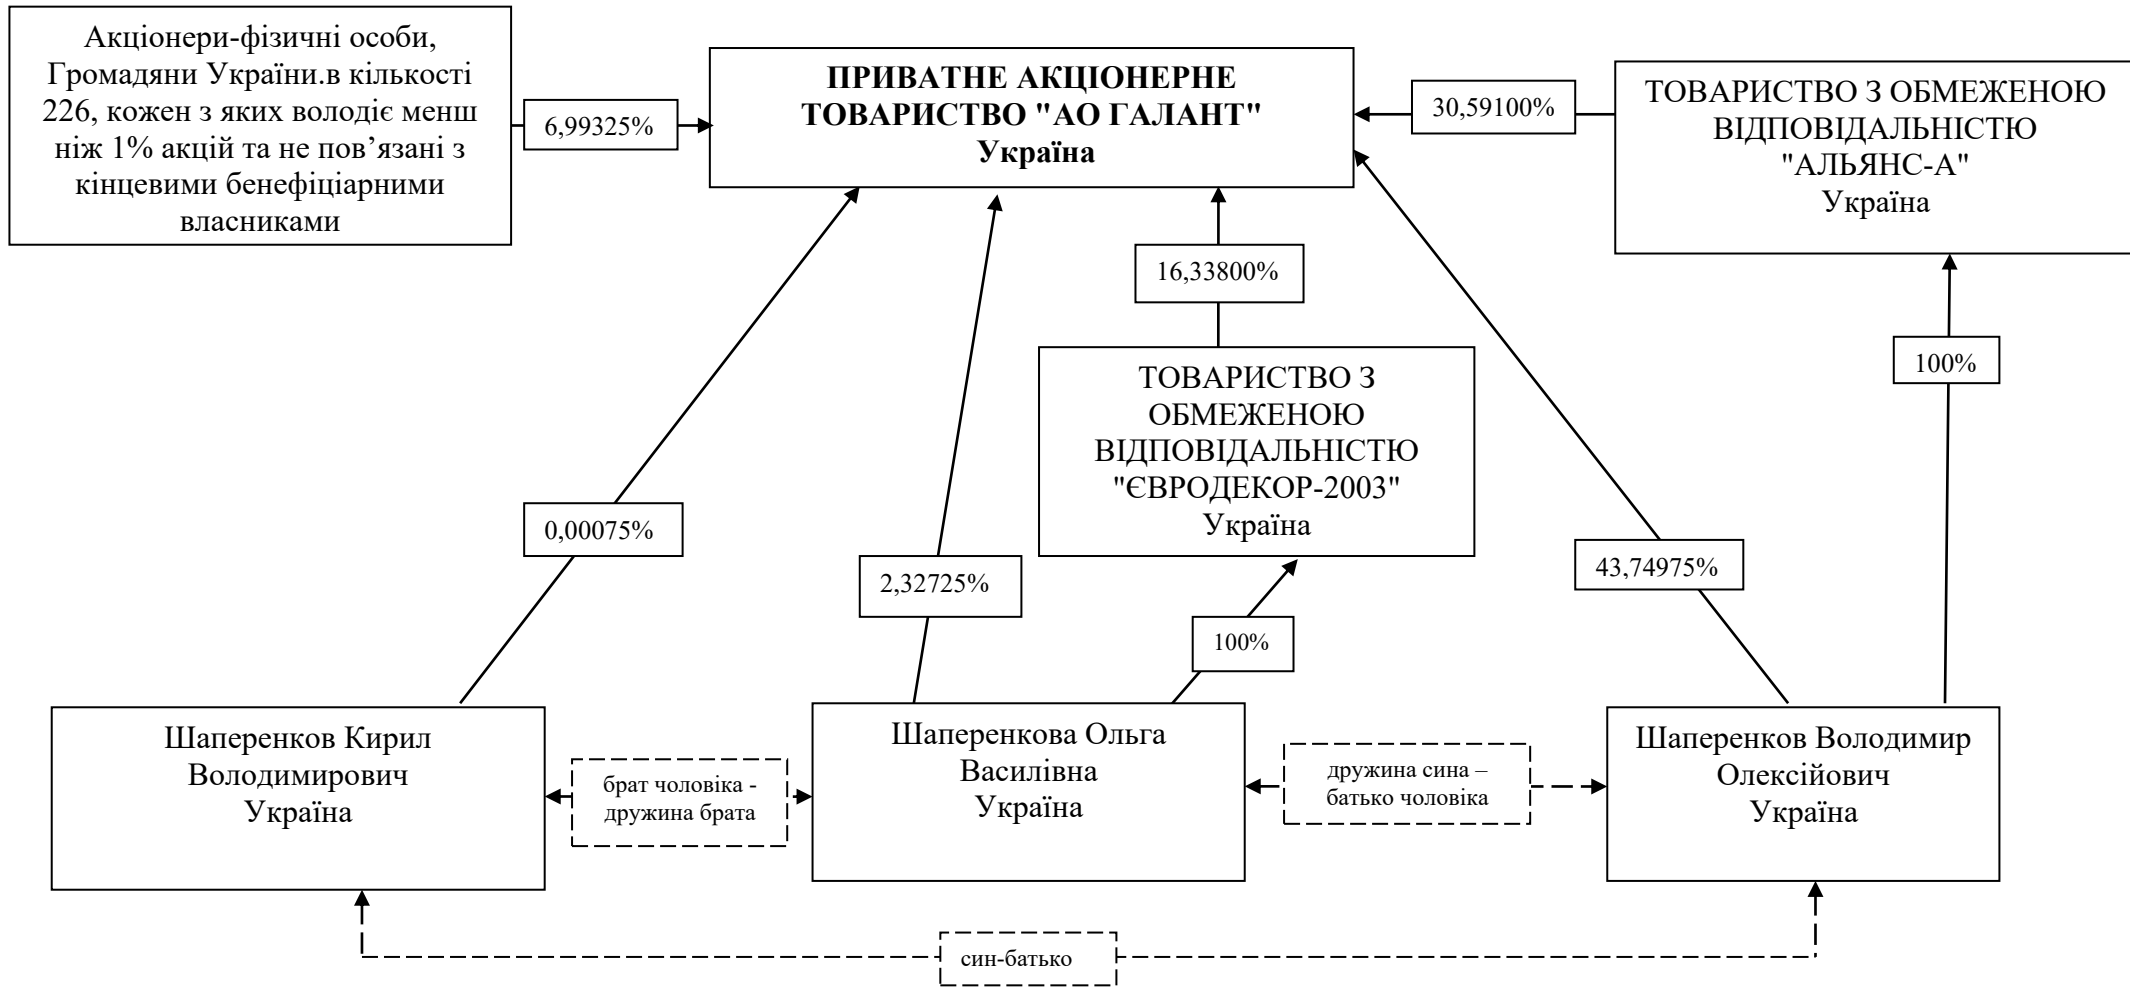 Акціонери-фізичні особи,
Громадяни України.в кількості
226, кожен з яких володіє менш
ніж 1% акцій та не пов’язані з
кінцевими бенефіціарними
власниками
6,99325%
ПРИВАТНЕ АКЦІОНЕРНЕ
ТОВАРИСТВО "АО ГАЛАНТ"
Україна
30,59100%
ТОВАРИСТВО З ОБМЕЖЕНОЮ
ВІДПОВІДАЛЬНІСТЮ
"АЛЬЯНС-А"
Україна
16,33800%
100%
ТОВАРИСТВО З
ОБМЕЖЕНОЮ
ВІДПОВІДАЛЬНІСТЮ
"ЄВРОДЕКОР-2003"
Україна
0,00075%
2,32725%
43,74975%
100%
Шаперенков Кирил
Володимирович
Україна
брат чоловіка -
дружина брата
Шаперенкова Ольга
Василівна
Україна
дружина сина –
батько чоловіка
Шаперенков Володимир
Олексійович
Україна
син-батько